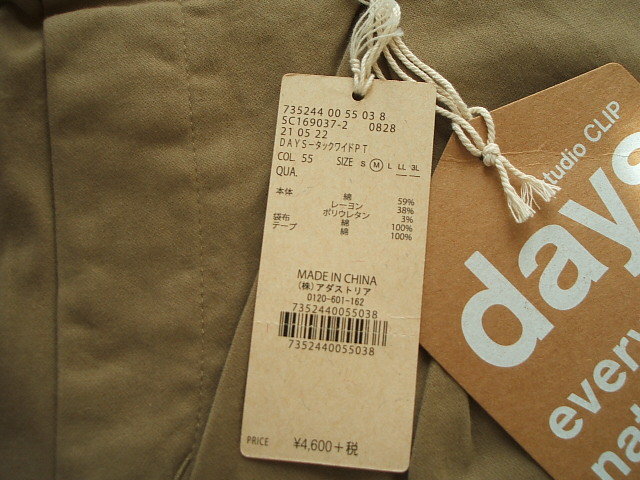 735244 00 55 03 8
SC169037-2 0828
21 05 22
DAYSータックワイドPT
COL. 55 SIZE S M L LL 3L
QUA.
本体 綿 59%
レーヨン 38%
ポリウレタン 3%
袋布 綿 100%
テープ 綿 100%
MADE IN CHINA
(株)アダストリア
0120-601-162
7352440055038
7352440055038
PRICE ¥4,600+税
studio CLIP
days
every
nat